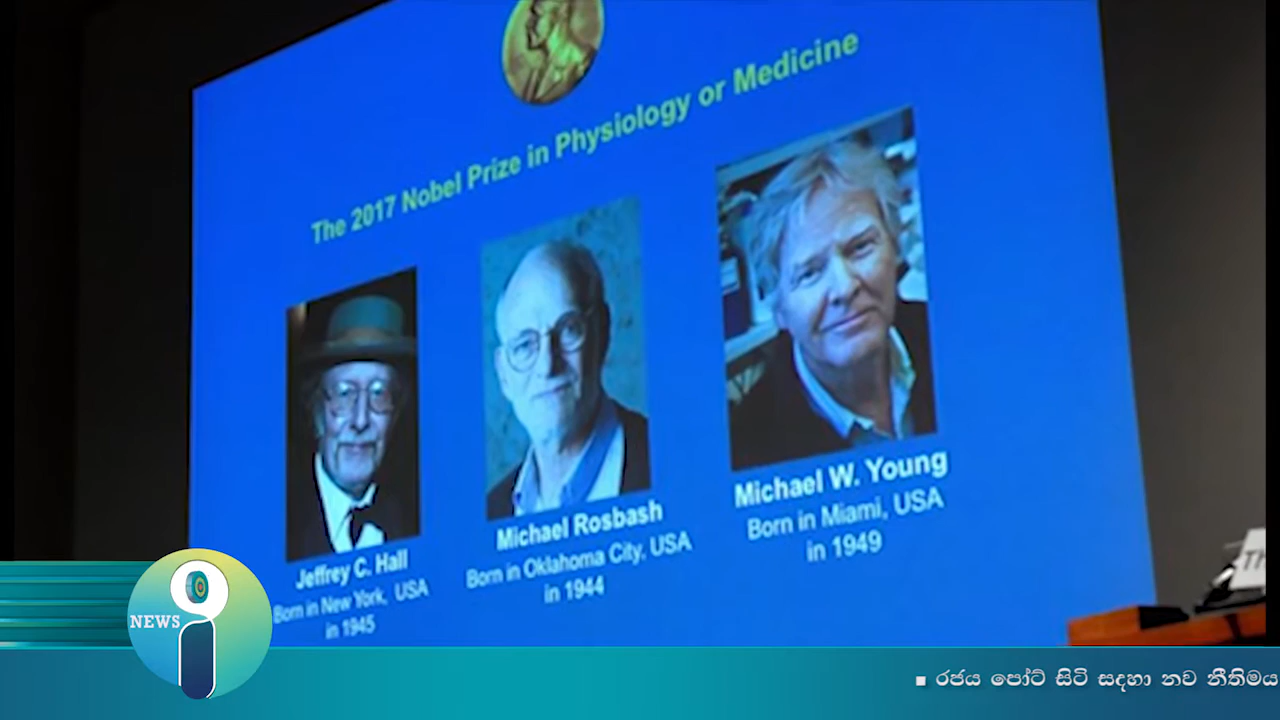 The 2017 Nobel Prize in Physiology or Medicine
Jeffrey C. Hall
Born in New York, USA
in 1945
Michael Rosbash
Born in Oklahoma City, USA
in 1944
Michael W. Young
Born in Miami, USA
in 1949
NEWS
■ රජය පෝට් සිටි සඳහා නව නීතිමය